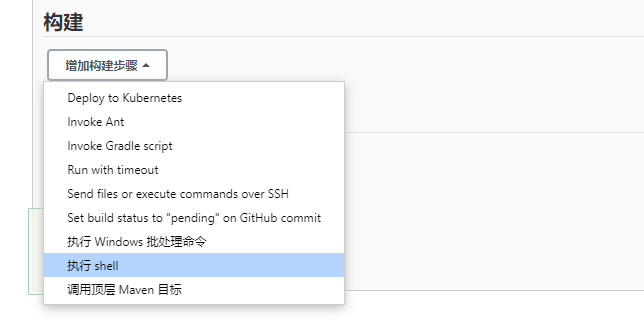 构建
增加构建步骤
Deploy to Kubernetes
Invoke Ant
Invoke Gradle script
Run with timeout
Send files or execute commands over SSH
Set build status to "pending" on GitHub commit
执行 Windows 批处理命令
执行 shell
调用顶层 Maven 目标